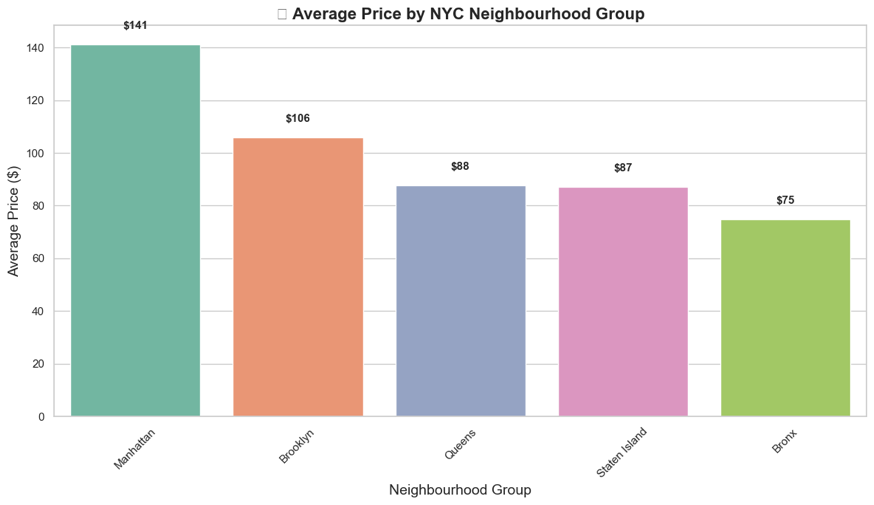 Average Price by NYC Neighbourhood Group
$141
$106
$88
$87
$75
140
120
100
80
60
40
20
0
Average Price ($)
Manhattan
Brooklyn
Queens
Staten Island
Bronx
Neighbourhood Group